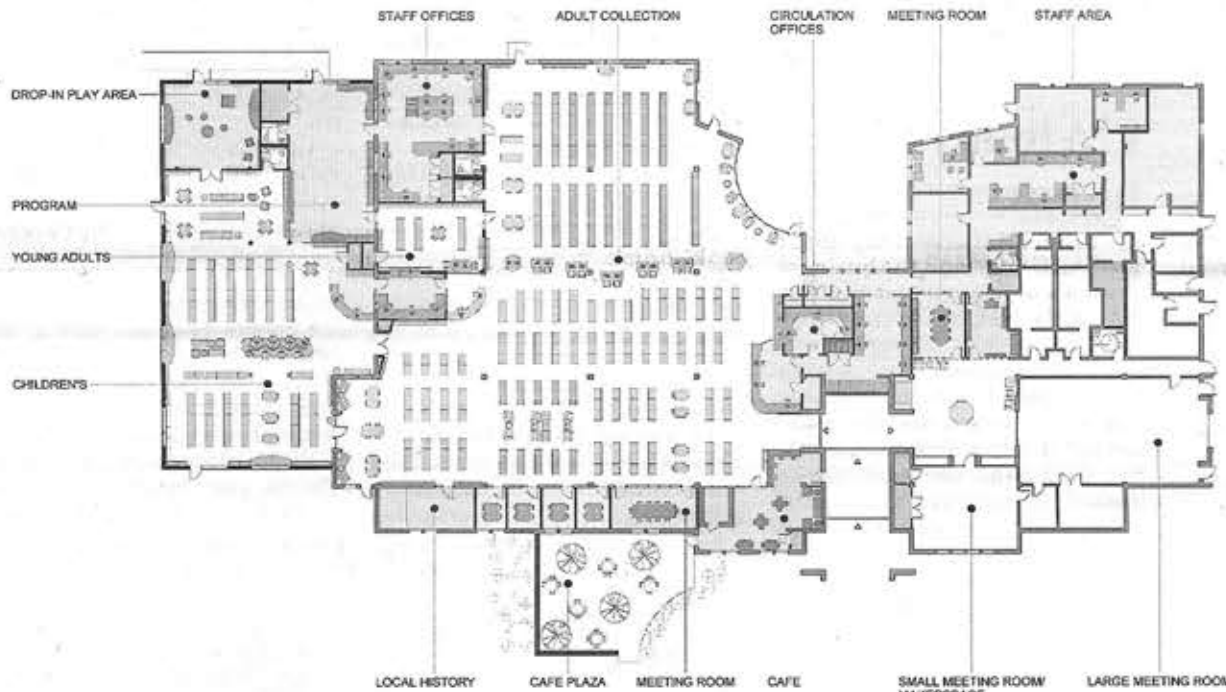 STAFF OFFICES
ADULT COLLECTION
CIRCULATION
OFFICES
MEETING ROOM
STAFF AREA
DROP-IN PLAY AREA
PROGRAM
YOUNG ADULTS
CHILDREN'S
LOCAL HISTORY
CAFE PLAZA
MEETING ROOM
CAFE
SMALL MEETING ROOM/
LARGE MEETING ROOM